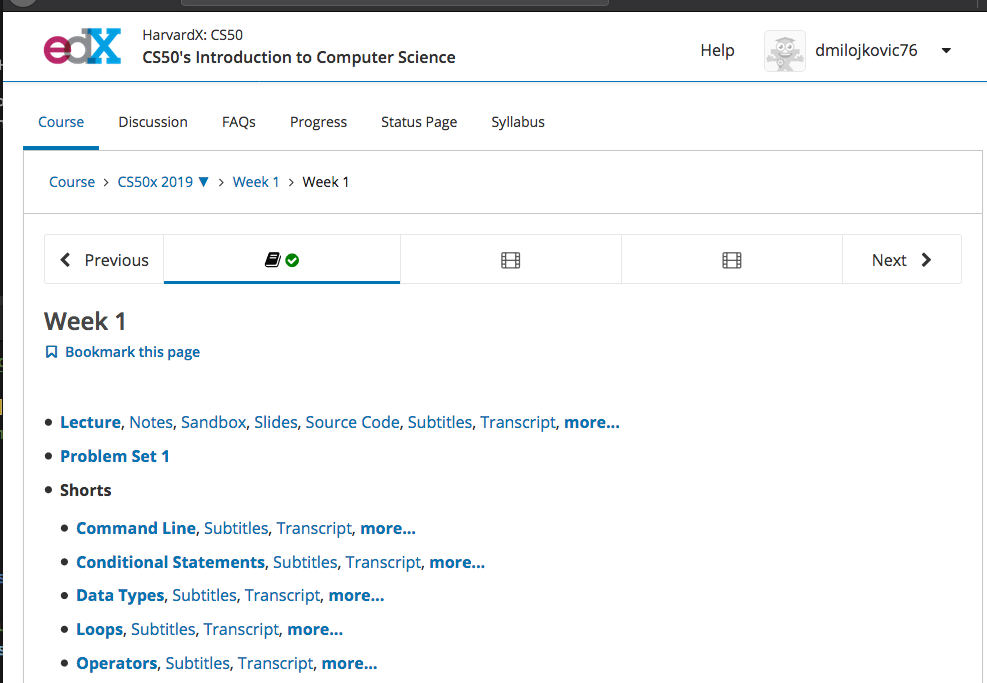 edX
HarvardX: CS50
CS50's Introduction to Computer Science
Help
dmilojkovic76
Course Discussion FAQs Progress Status Page Syllabus
Course > CS50x 2019 ▼ > Week 1 > Week 1
Previous
Next
Week 1
Bookmark this page
Lecture, Notes, Sandbox, Slides, Source Code, Subtitles, Transcript, more...
Problem Set 1
Shorts
Command Line, Subtitles, Transcript, more...
Conditional Statements, Subtitles, Transcript, more...
Data Types, Subtitles, Transcript, more...
Loops, Subtitles, Transcript, more...
Operators, Subtitles, Transcript, more...